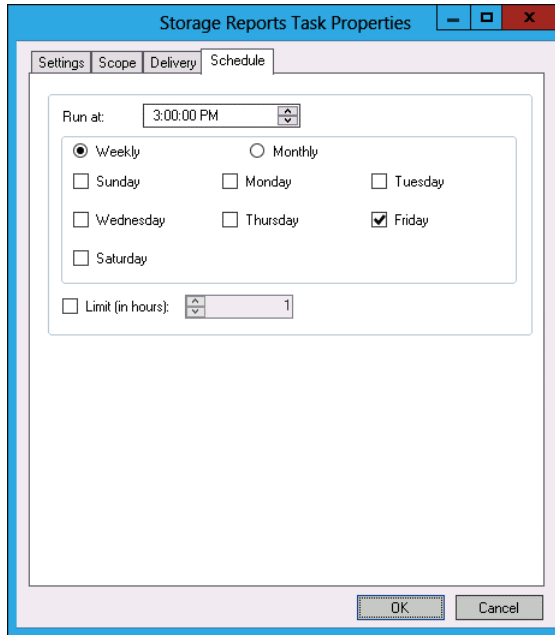 Storage Reports Task Properties
Settings Scope Delivery Schedule
Run at: 3:00:00 PM
Weekly Monthly
Sunday Monday Tuesday
Wednesday Thursday Friday
Saturday
Limit (in hours): 1
OK Cancel